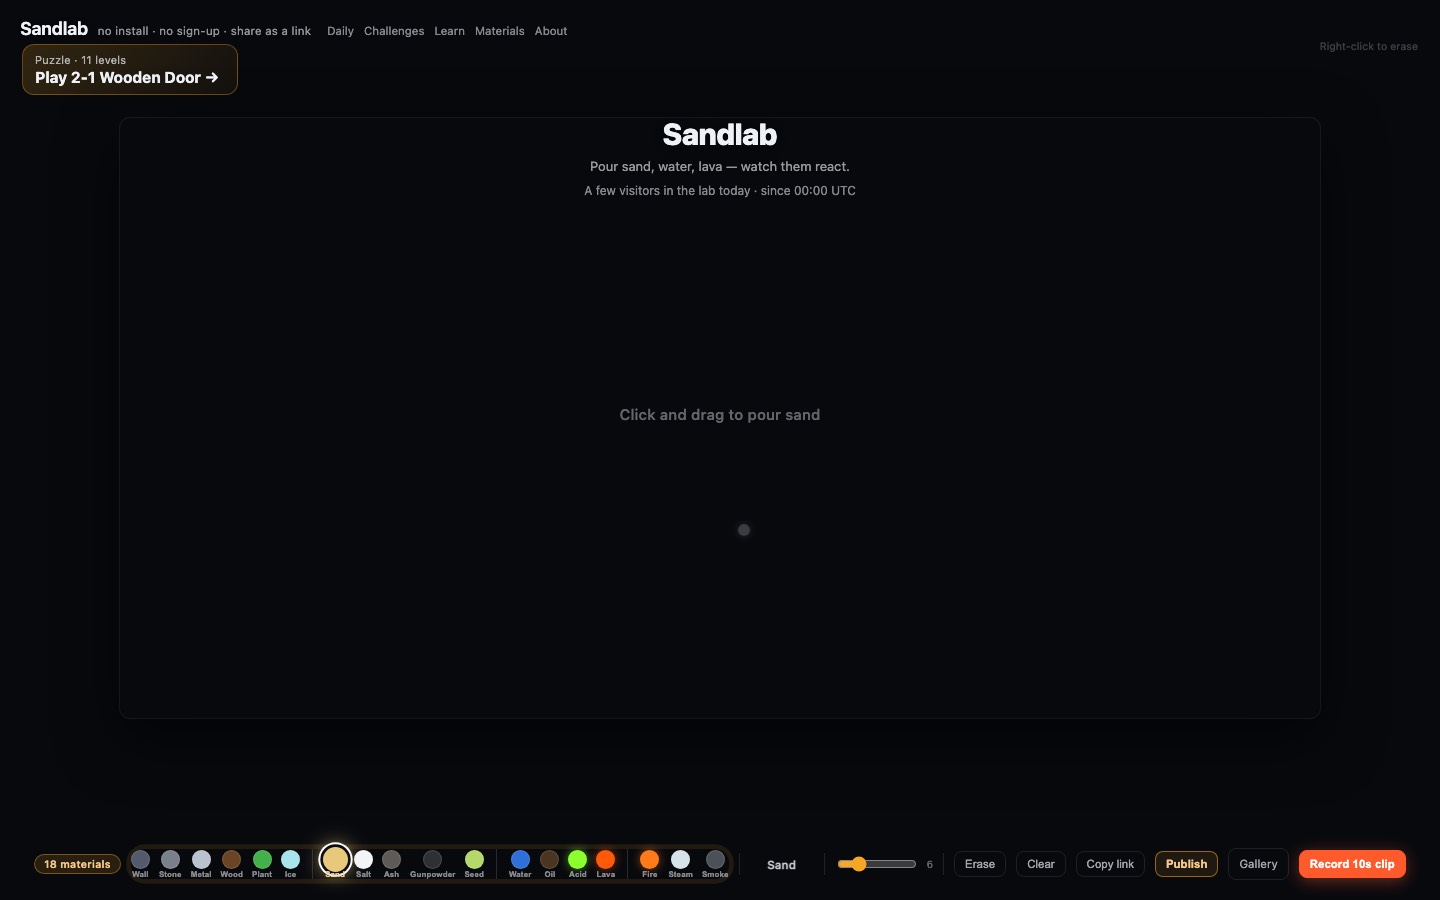 Sandlab no install · no sign-up · share as a link Daily Challenges Learn Materials About
Right-click to erase
Puzzle · 11 levels
Play 2-1 Wooden Door →
Sandlab
Pour sand, water, lava — watch them react.
A few visitors in the lab today · since 00:00 UTC
Click and drag to pour sand
18 materials
Wall Stone Metal Wood Plant Ice Sand Salt Ash Gunpowder Seed Water Oil Acid Lava Fire Steam Smoke
Sand
6
Erase Clear Copy link Publish Gallery Record 10s clip